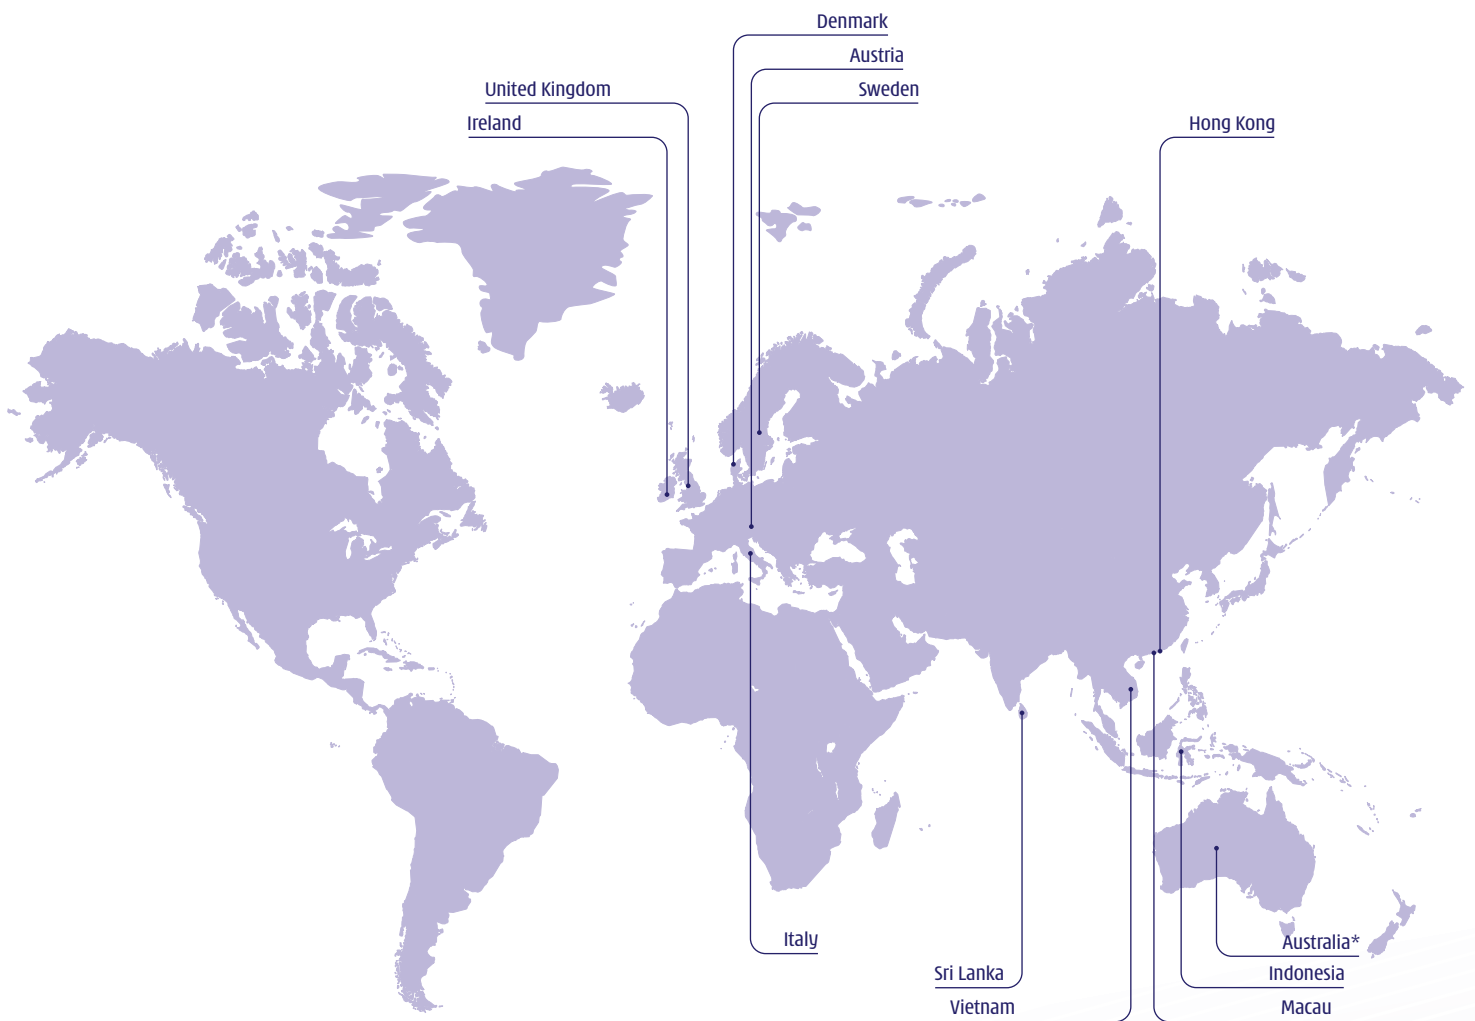 Denmark
Austria
United Kingdom
Sweden
Ireland
Hong Kong
Italy
Australia*
Sri Lanka
Indonesia
Vietnam
Macau